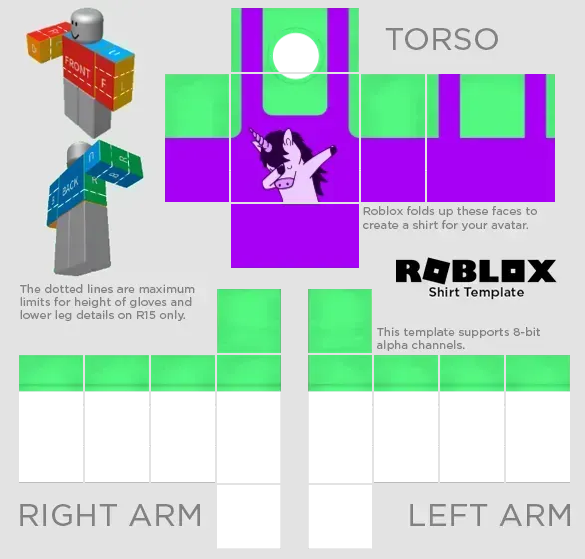 TORSO
FRONT F L
BACK R
Roblox folds up these faces to
create a shirt for your avatar.
ROBLOX
Shirt Template
The dotted lines are maximum
limits for height of gloves and
lower leg details on R15 only.
This template supports 8-bit
alpha channels.
RIGHT ARM
LEFT ARM